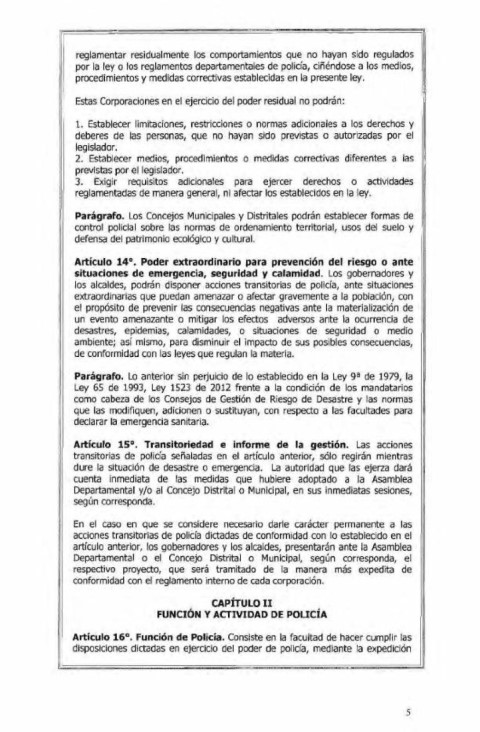 reglamentar residualmente los comportamientos que no hayan sido regulados
por la ley o los reglamentos departamentales de policía, ciñéndose a los medios,
procedimientos y medidas correctivas establecidas en la presente ley.
Estas Corporaciones en el ejercicio del poder residual no podrán:
1. Establecer limitaciones, restricciones o normas adicionales a los derechos y
deberes de las personas, que no hayan sido previstas o autorizadas por el
legislador.
2. Establecer medios, procedimientos o medidas correctivas diferentes a las
previstas por el legislador.
3. Exigir requisitos adicionales para ejercer derechos o actividades
reglamentadas de manera general, ni afectar los establecidos en la ley.
Parágrafo. Los Concejos Municipales y Distritales podrán establecer formas de
control policial sobre las normas de ordenamiento territorial, usos del suelo y
defensa del patrimonio ecológico y cultural.
Artículo 14°. Poder extraordinario para prevención del riesgo o ante
situaciones de emergencia, seguridad y calamidad. Los gobernadores y
los alcaldes, podrán disponer acciones transitorias de policía, ante situaciones
extraordinarias que puedan amenazar o afectar gravemente a la población, con
el propósito de prevenir las consecuencias negativas ante la materialización de
un evento amenazante o mitigar los efectos adversos ante la ocurrencia de
desastres, epidemias, calamidades, o situaciones de seguridad o medio
ambiente; así mismo, para disminuir el impacto de sus posibles consecuencias,
de conformidad con las leyes que regulan la materia.
Parágrafo. Lo anterior sin perjuicio de lo establecido en la Ley 9ª de 1979, la
Ley 65 de 1993, Ley 1523 de 2012 frente a la condición de los mandatarios
como cabeza de los Consejos de Gestión de Riesgo de Desastre y las normas
que las modifiquen, adicionen o sustituyan, con respecto a las facultades para
declarar la emergencia sanitaria.
Artículo 15°. Transitoriedad e informe de la gestión. Las acciones
transitorias de policía señaladas en el artículo anterior, sólo regirán mientras
dure la situación de desastre o emergencia. La autoridad que las ejerza dará
cuenta inmediata de las medidas que hubiere adoptado a la Asamblea
Departamental y/o al Concejo Distrital o Municipal, en sus inmediatas sesiones,
según corresponda.
En el caso en que se considere necesario darle carácter permanente a las
acciones transitorias de policía dictadas de conformidad con lo establecido en el
artículo anterior, los gobernadores y los alcaldes, presentarán ante la Asamblea
Departamental o el Concejo Distrital o Municipal, según corresponda, el
respectivo proyecto, que será tramitado de la manera más expedita de
conformidad con el reglamento interno de cada corporación.
CAPÍTULO II
FUNCIÓN Y ACTIVIDAD DE POLICÍA
Artículo 16°. Función de Policía. Consiste en la facultad de hacer cumplir las
disposiciones dictadas en ejercicio del poder de policía, mediante la expedición
5